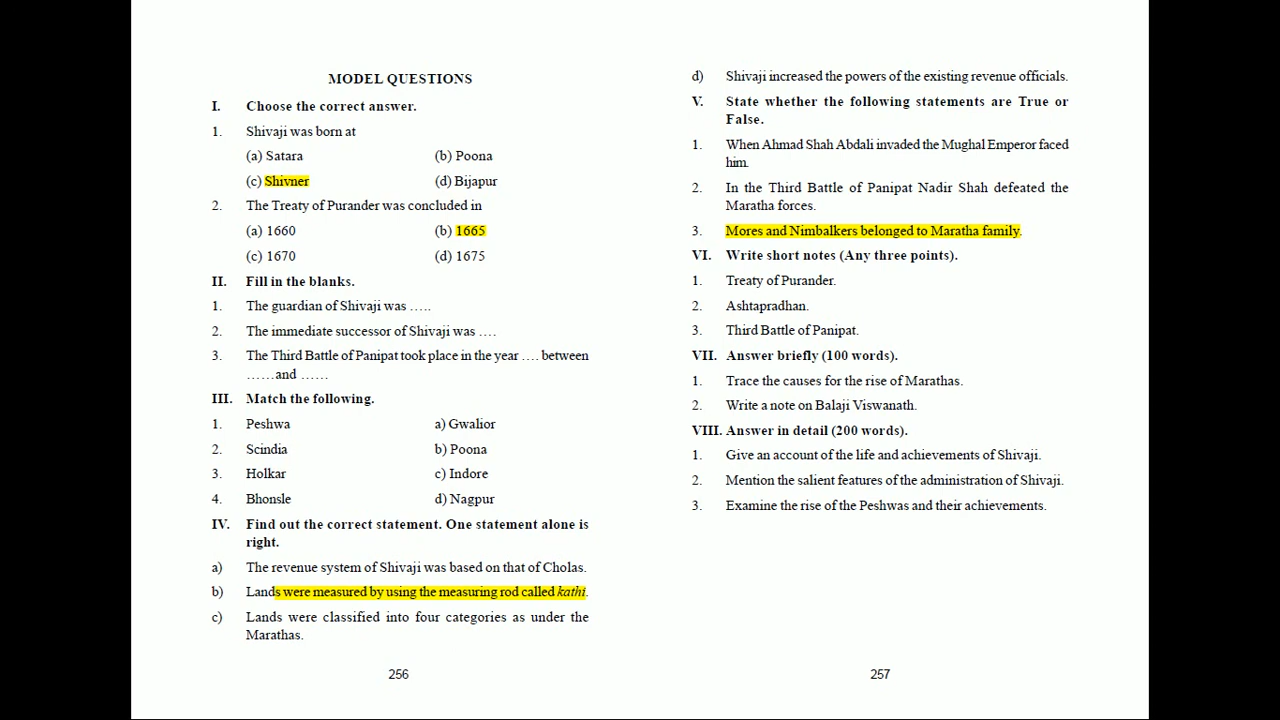 MODEL QUESTIONS
I. Choose the correct answer.
1. Shivaji was born at
(a) Satara (b) Poona
(c) Shivner (d) Bijapur
2. The Treaty of Purander was concluded in
(a) 1660 (b) 1665
(c) 1670 (d) 1675
II. Fill in the blanks.
1. The guardian of Shivaji was …..
2. The immediate successor of Shivaji was ….
3. The Third Battle of Panipat took place in the year …. between
……and ……
III. Match the following.
1. Peshwa a) Gwalior
2. Scindia b) Poona
3. Holkar c) Indore
4. Bhonsle d) Nagpur
IV. Find out the correct statement. One statement alone is
right.
a) The revenue system of Shivaji was based on that of Cholas.
b) Lands were measured by using the measuring rod called kathi.
c) Lands were classified into four categories as under the
Marathas.
256
d) Shivaji increased the powers of the existing revenue officials.
V. State whether the following statements are True or
False.
1. When Ahmad Shah Abdali invaded the Mughal Emperor faced
him.
2. In the Third Battle of Panipat Nadir Shah defeated the
Maratha forces.
3. Mores and Nimbalkers belonged to Maratha family.
VI. Write short notes (Any three points).
1. Treaty of Purander.
2. Ashtapradhan.
3. Third Battle of Panipat.
VII. Answer briefly (100 words).
1. Trace the causes for the rise of Marathas.
2. Write a note on Balaji Viswanath.
VIII. Answer in detail (200 words).
1. Give an account of the life and achievements of Shivaji.
2. Mention the salient features of the administration of Shivaji.
3. Examine the rise of the Peshwas and their achievements.
257